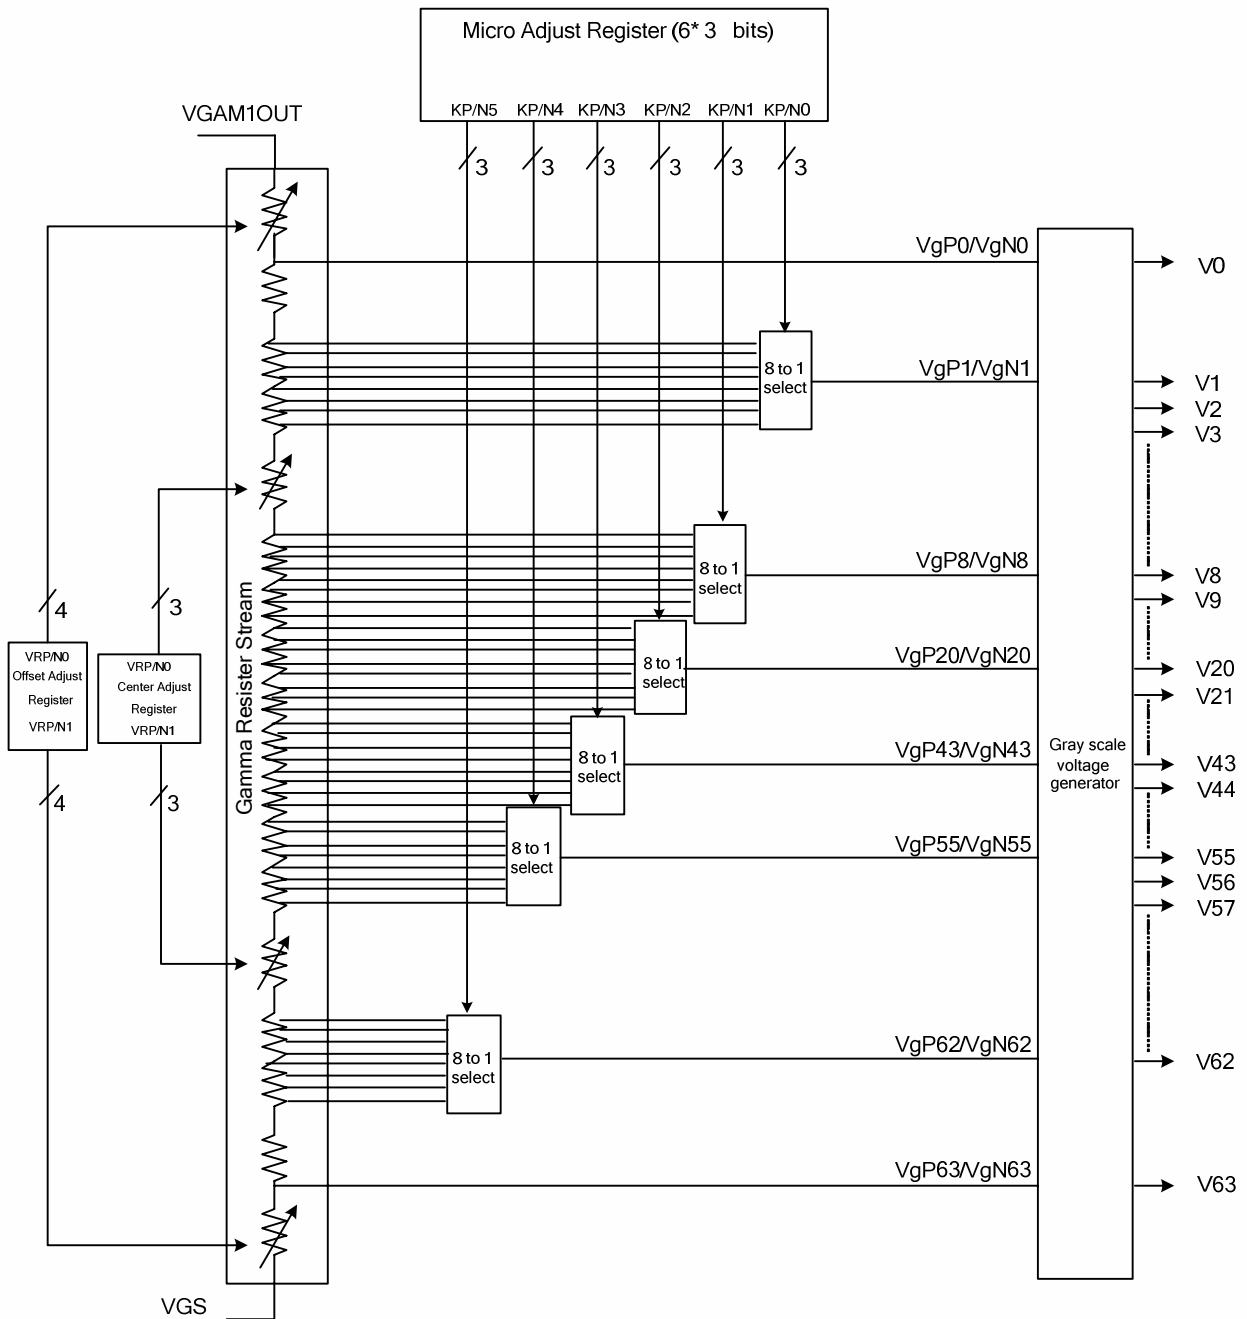 Micro Adjust Register (6* 3 bits)
KP/N5 KP/N4 KP/N3 KP/N2 KP/N1 KP/N0
3 3 3 3 3 3
VGAM1OUT
VgP0/VgN0
V0
8 to 1
select
VgP1/VgN1
V1
V2
V3
8 to 1
select
VgP8/VgN8
V8
V9
4
3
VRP/N0
Offset Adjust
Register
VRP/N1
VRP/N0
Center Adjust
Register
VRP/N1
4
3
Gamma Resister Stream
8 to 1
select
VgP20/VgN20
V20
V21
8 to 1
select
VgP43/VgN43
Gray scale
voltage
generator
V43
V44
8 to 1
select
VgP55/VgN55
V55
V56
V57
8 to 1
select
VgP62/VgN62
V62
VgP63/VgN63
V63
VGS